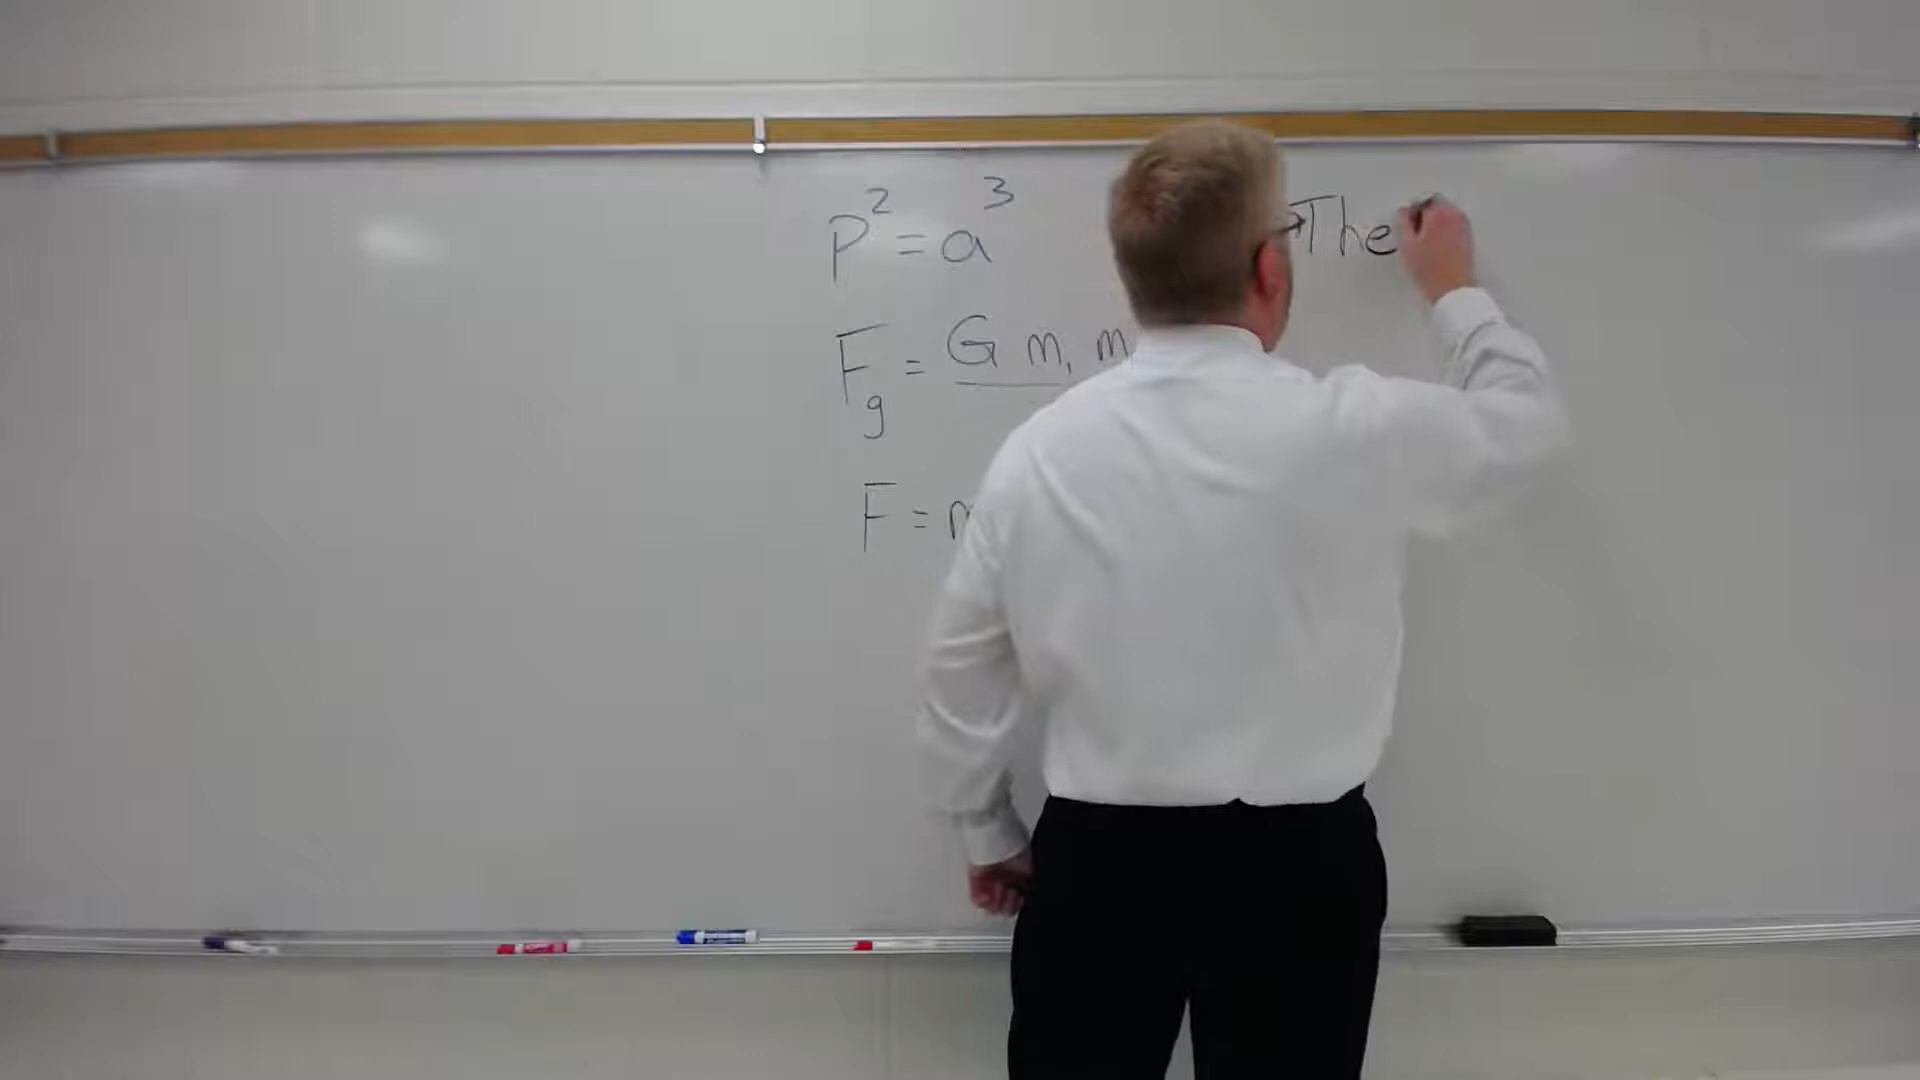 P² = a³ → The
F_g = G m₁ m
F = m